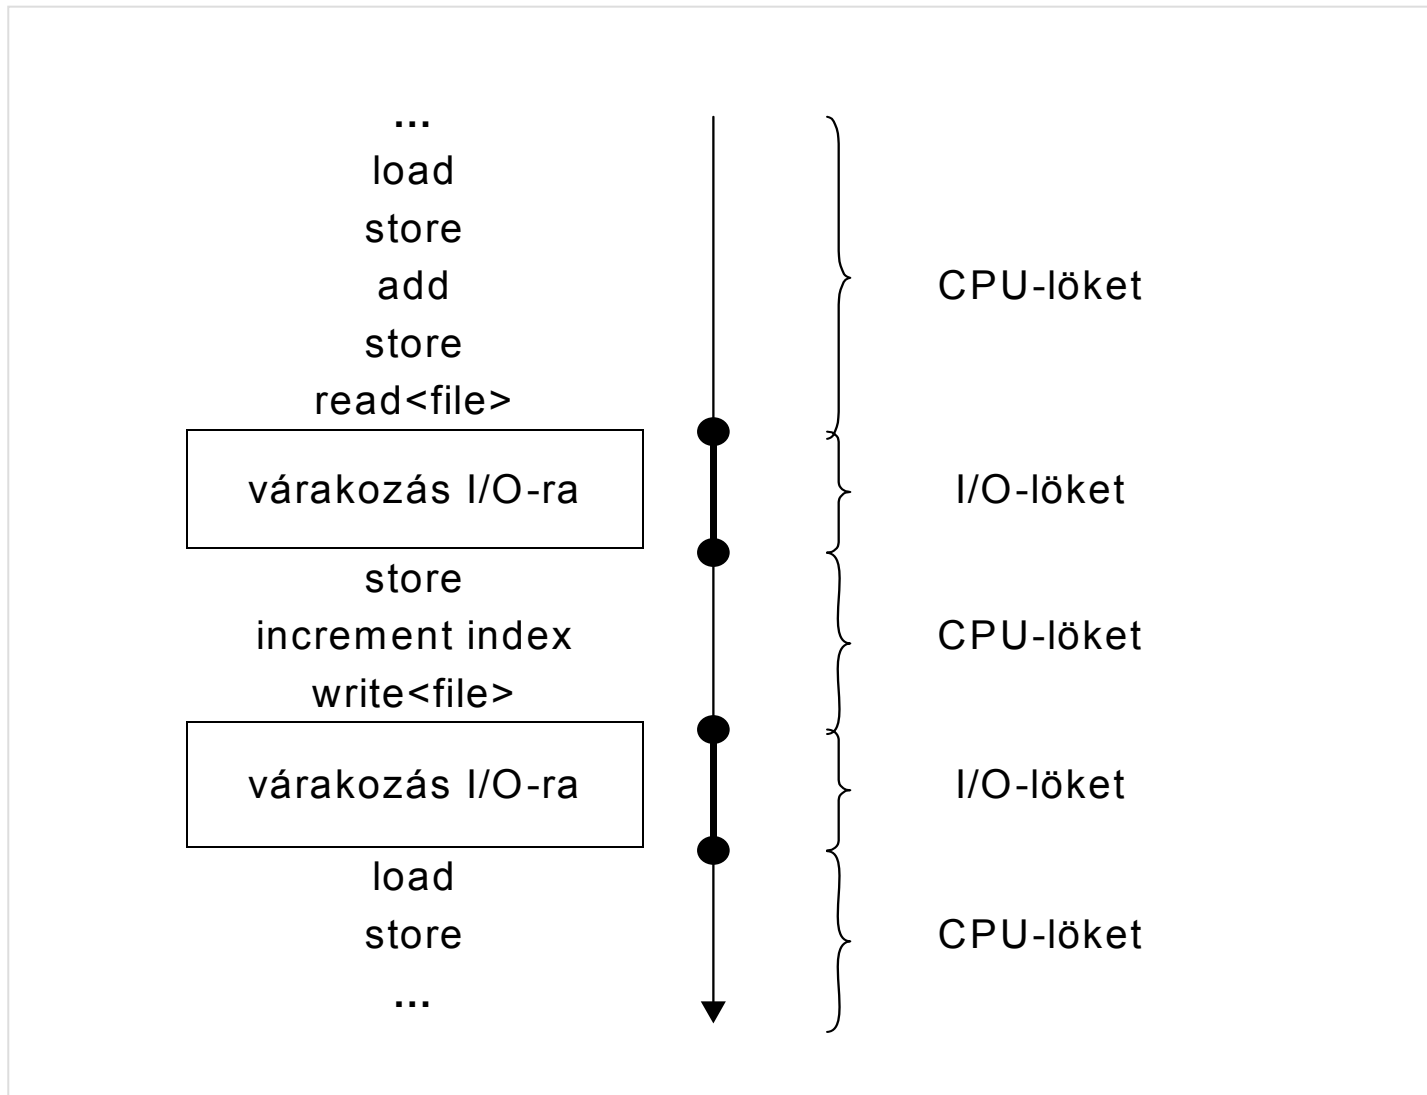 ...
load
store
add
store
read<file>
CPU-löket
várakozás I/O-ra
I/O-löket
store
increment index
write<file>
CPU-löket
várakozás I/O-ra
I/O-löket
load
store
...
CPU-löket